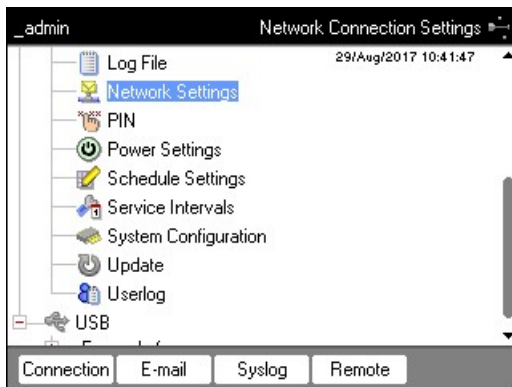 _admin Network Connection Settings
29/Aug/2017 10:41:47
Log File
Network Settings
PIN
Power Settings
Schedule Settings
Service Intervals
System Configuration
Update
Userlog
USB
Connection E-mail Syslog Remote